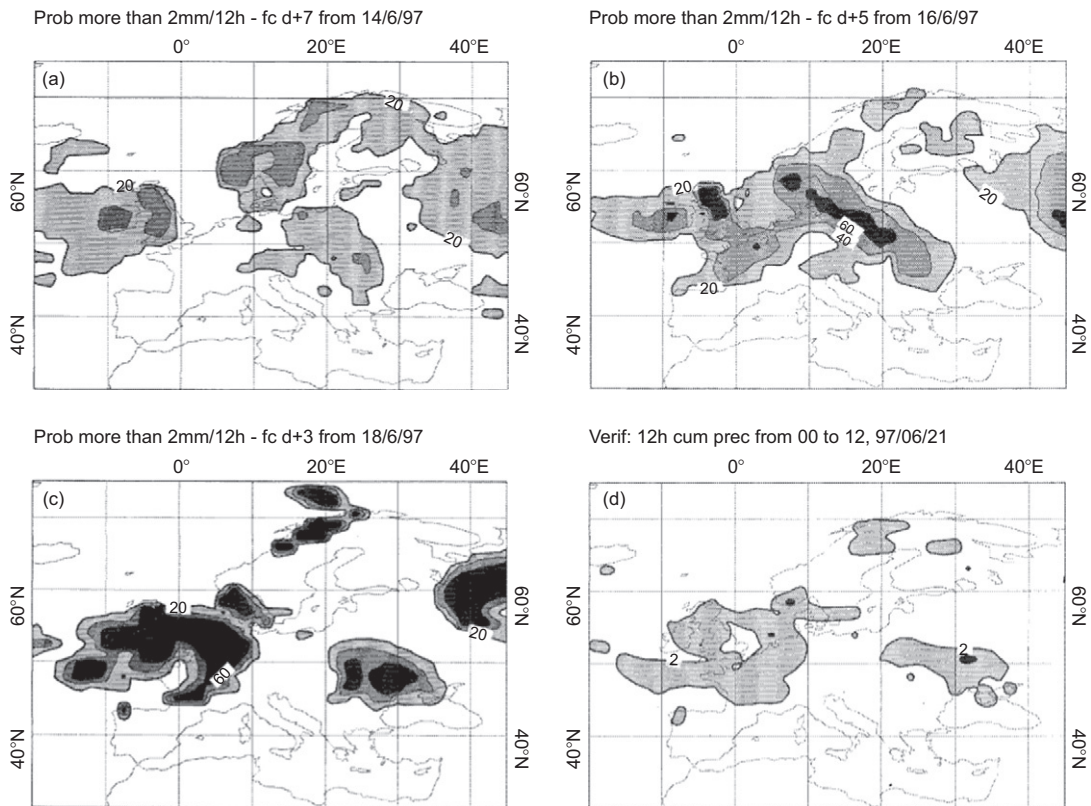 Prob more than 2mm/12h - fc d+7 from 14/6/97
0° 20°E 40°E
(a)
20
20
20
60°N 60°N
40°N 40°N
Prob more than 2mm/12h - fc d+5 from 16/6/97
0° 20°E 40°E
(b)
20
20
60
40
20
60°N 60°N
40°N 40°N
Prob more than 2mm/12h - fc d+3 from 18/6/97
0° 20°E 40°E
(c)
20
20
60
60°N 60°N
40°N 40°N
Verif: 12h cum prec from 00 to 12, 97/06/21
0° 20°E 40°E
(d)
2
2
60°N 60°N
40°N 40°N